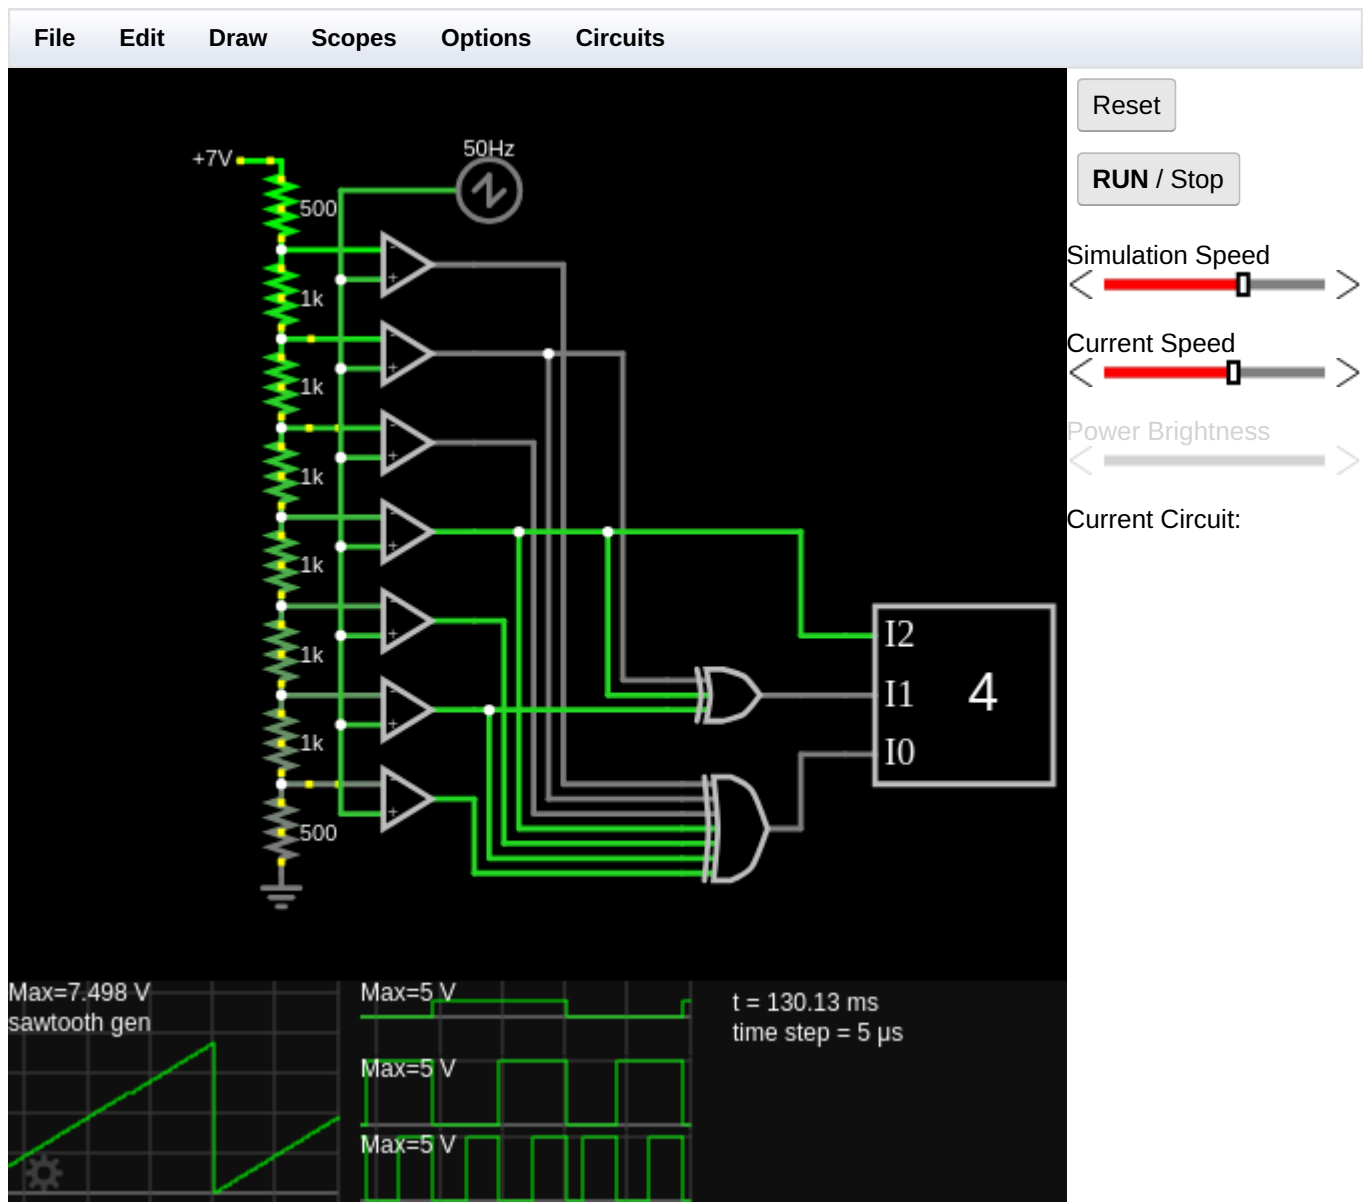 File Edit Draw Scopes Options Circuits
Reset
RUN / Stop
Simulation Speed
Current Speed
Power Brightness
Current Circuit:
+7V
50Hz
500
1k
1k
1k
1k
1k
1k
500
- +
- +
- +
- +
- +
- +
- +
I2
I1
I0
4
Max=7.498 V
sawtooth gen
Max=5 V
Max=5 V
Max=5 V
t = 130.13 ms
time step = 5 μs